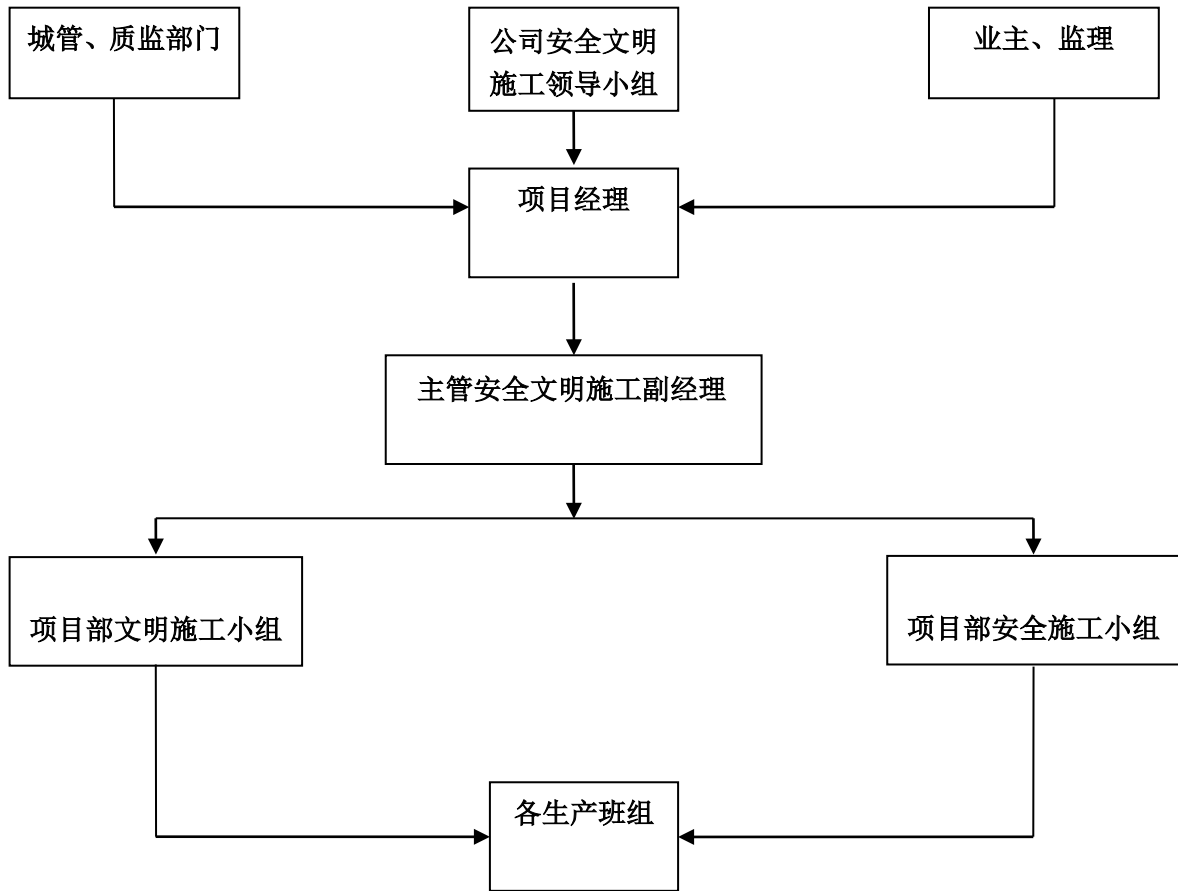 城管、质监部门
公司安全文明
施工领导小组
业主、监理
项目经理
主管安全文明施工副经理
项目部文明施工小组
项目部安全施工小组
各生产班组